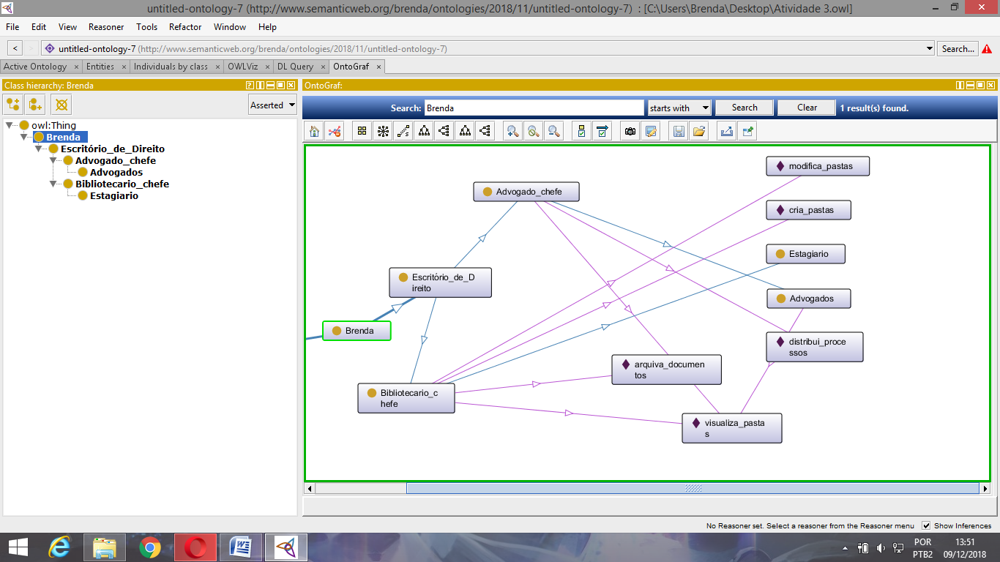 untitled-ontology-7 (http://www.semanticweb.org/brenda/ontologies/2018/11/untitled-ontology-7) : [C:\Users\Brenda\Desktop\Atividade 3.owl]
File Edit View Reasoner Tools Refactor Window Help
< > untitled-ontology-7 (http://www.semanticweb.org/brenda/ontologies/2018/11/untitled-ontology-7) Search...
Active Ontology × Entities × Individuals by class × OWLViz × DL Query × OntoGraf ×
Class hierarchy: Brenda
Asserted
owl:Thing
Brenda
Escritório_de_Direito
Advogado_chefe
Advogados
Bibliotecario_chefe
Estagiario
OntoGraf:
Search: Brenda starts with Search Clear 1 result(s) found.
modifica_pastas
Advogado_chefe
cria_pastas
Estagiario
Escritório_de_D
ireito
Advogados
Brenda
distribui_proce
ssos
arquiva_documen
tos
Bibliotecario_c
hefe
visualiza_pasta
s
No Reasoner set. Select a reasoner from the Reasoner menu Show Inferences
POR
PTB2
13:51
09/12/2018